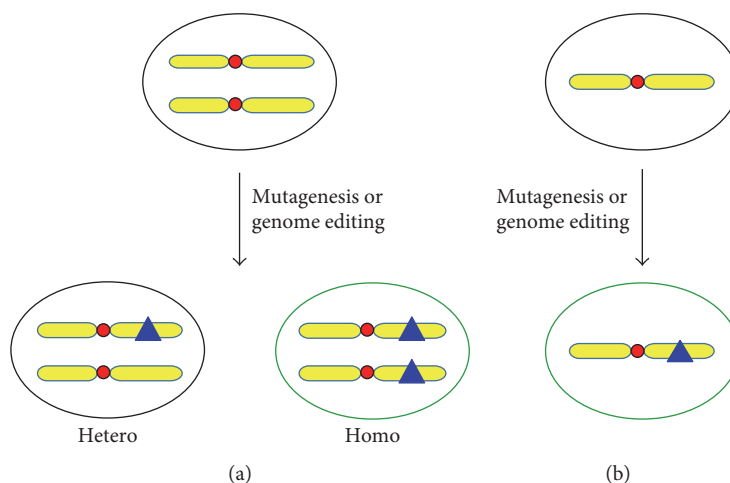 Mutagenesis or
genome editing
Mutagenesis or
genome editing
Hetero
Homo
(a)
(b)